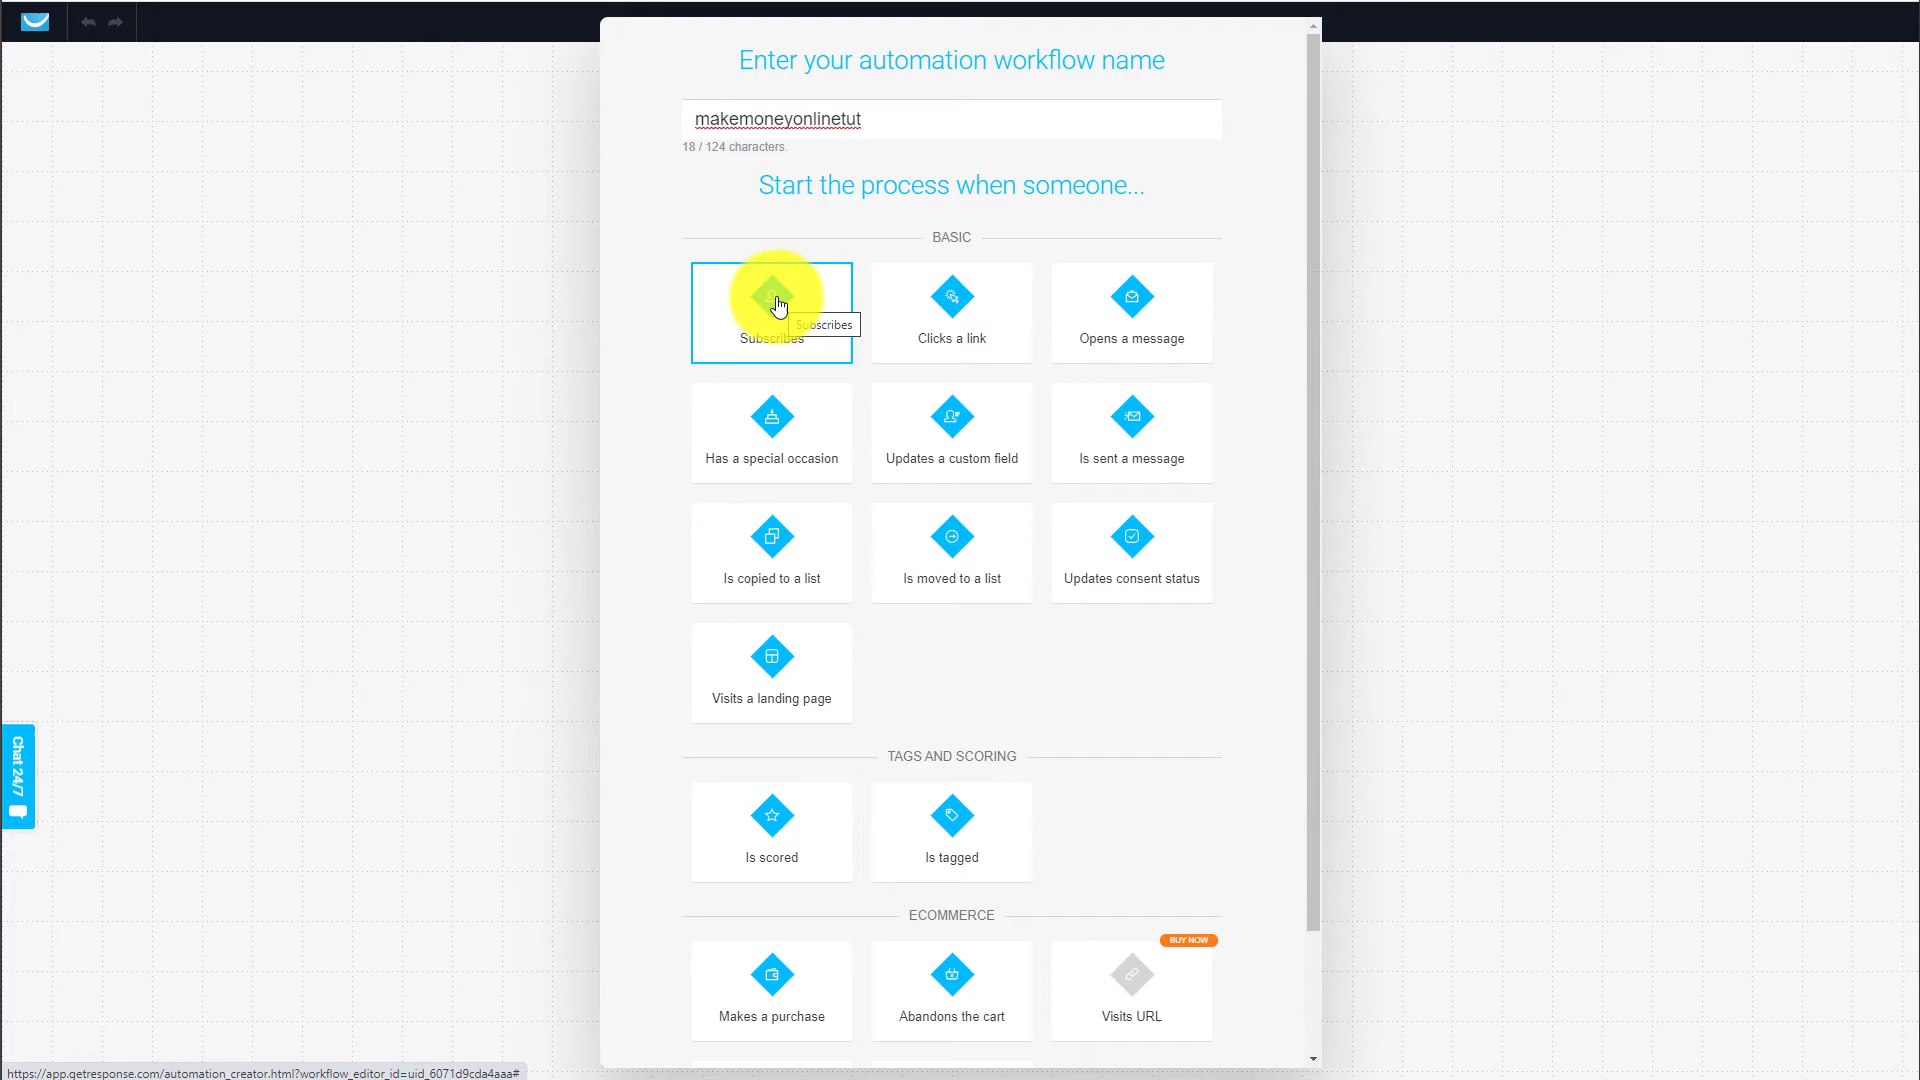 Enter your automation workflow name
makemoneyonlinetut
18 / 124 characters.
Start the process when someone...
BASIC
Subscribes
Subscribes
Clicks a link
Opens a message
Has a special occasion
Updates a custom field
Is sent a message
Is copied to a list
Is moved to a list
Updates consent status
Visits a landing page
Chat 24/7
TAGS AND SCORING
Is scored
Is tagged
ECOMMERCE
BUY NOW
Makes a purchase
Abandons the cart
Visits URL
https://app.getresponse.com/automation_creator.html?workflow_editor_id=uid_6071d9cda4aaa#